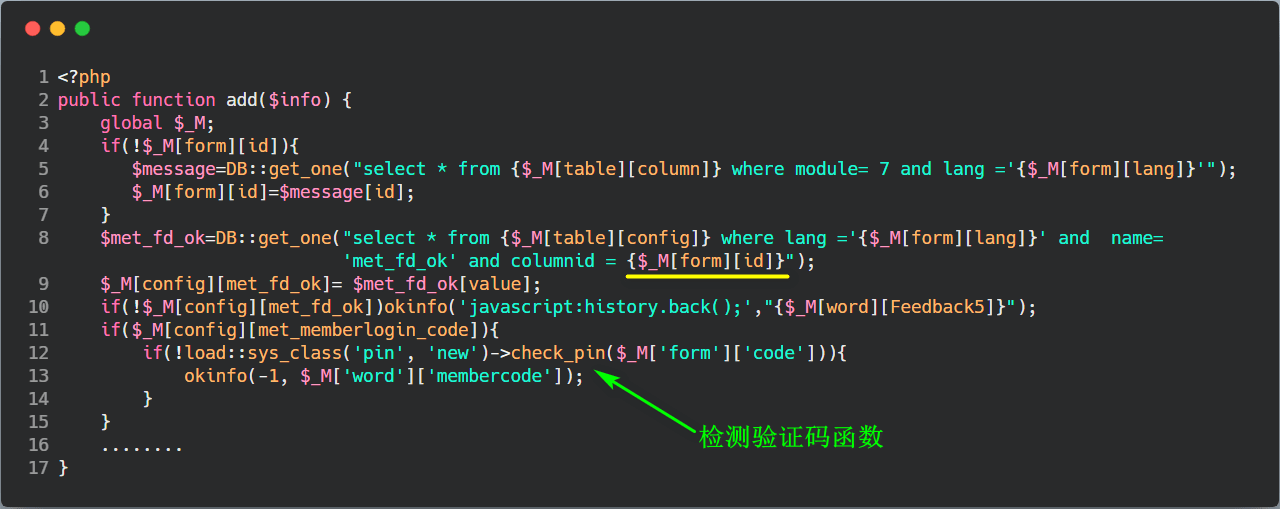 1 <?php
2 public function add($info) {
3 global $_M;
4 if(!$_M[form][id]){
5 $message=DB::get_one("select * from {$_M[table][column]} where module= 7 and lang ='{$_M[form][lang]}'");
6 $_M[form][id]=$message[id];
7 }
8 $met_fd_ok=DB::get_one("select * from {$_M[table][config]} where lang ='{$_M[form][lang]}' and  name=
'met_fd_ok' and columnid = {$_M[form][id]}");
9 $_M[config][met_fd_ok]= $met_fd_ok[value];
10 if(!$_M[config][met_fd_ok])okinfo('javascript:history.back();',"{$_M[word][Feedback5]}");
11 if($_M[config][met_memberlogin_code]){
12 if(!load::sys_class('pin', 'new')->check_pin($_M['form']['code'])){
13 okinfo(-1, $_M['word']['membercode']);
14 }
15 }
检测验证码函数
16 ........
17 }